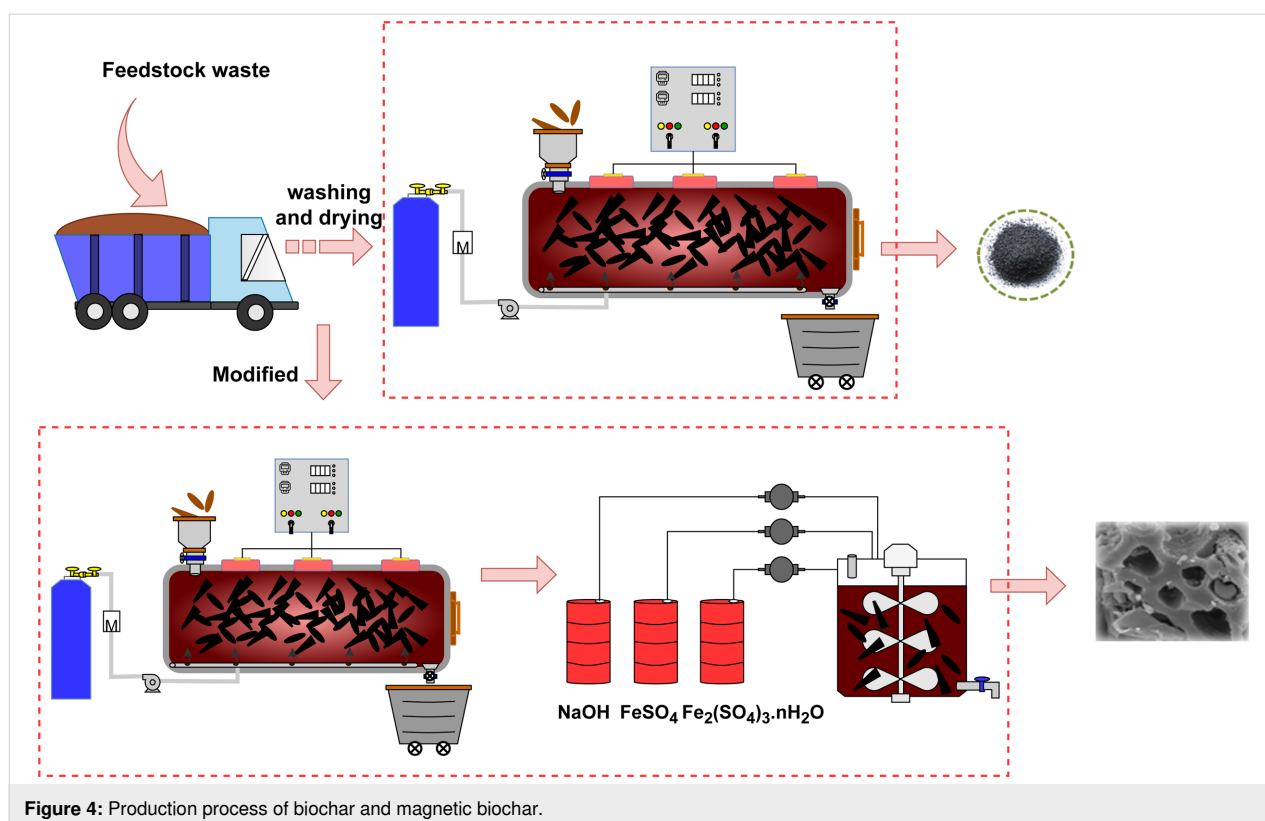 Feedstock waste
washing
and drying
M
Modified
M
NaOH FeSO4 Fe2(SO4)3.nH2O
Figure 4: Production process of biochar and magnetic biochar.